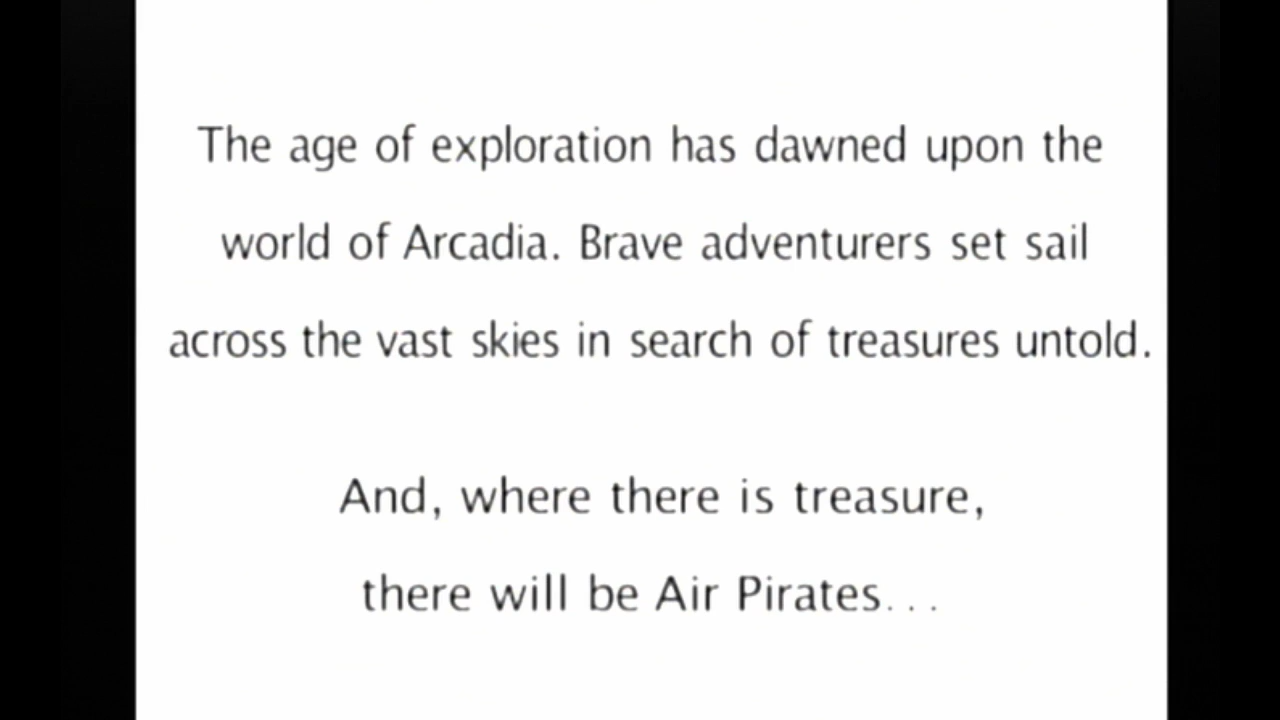 The age of exploration has dawned upon the
world of Arcadia. Brave adventurers set sail
across the vast skies in search of treasures untold.
And, where there is treasure,
there will be Air Pirates...